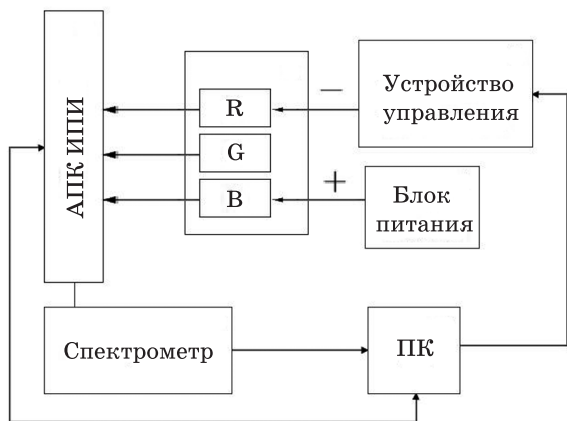 АПК ИПИ
R
G
B
−
+
Устройство
управления
Блок
питания
Спектрометр
ПК